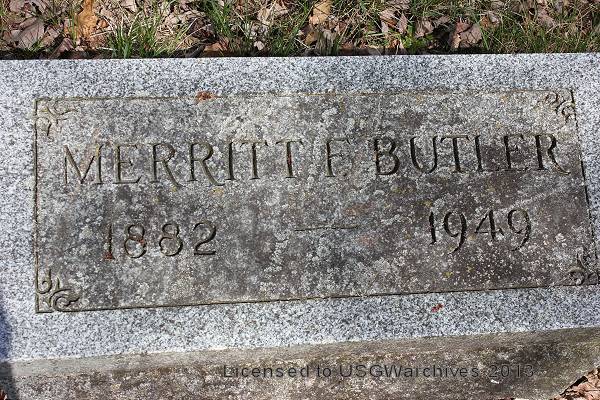 MERRITT F. BUTLER
1882 — 1949
Licensed to USGWarchives 2013